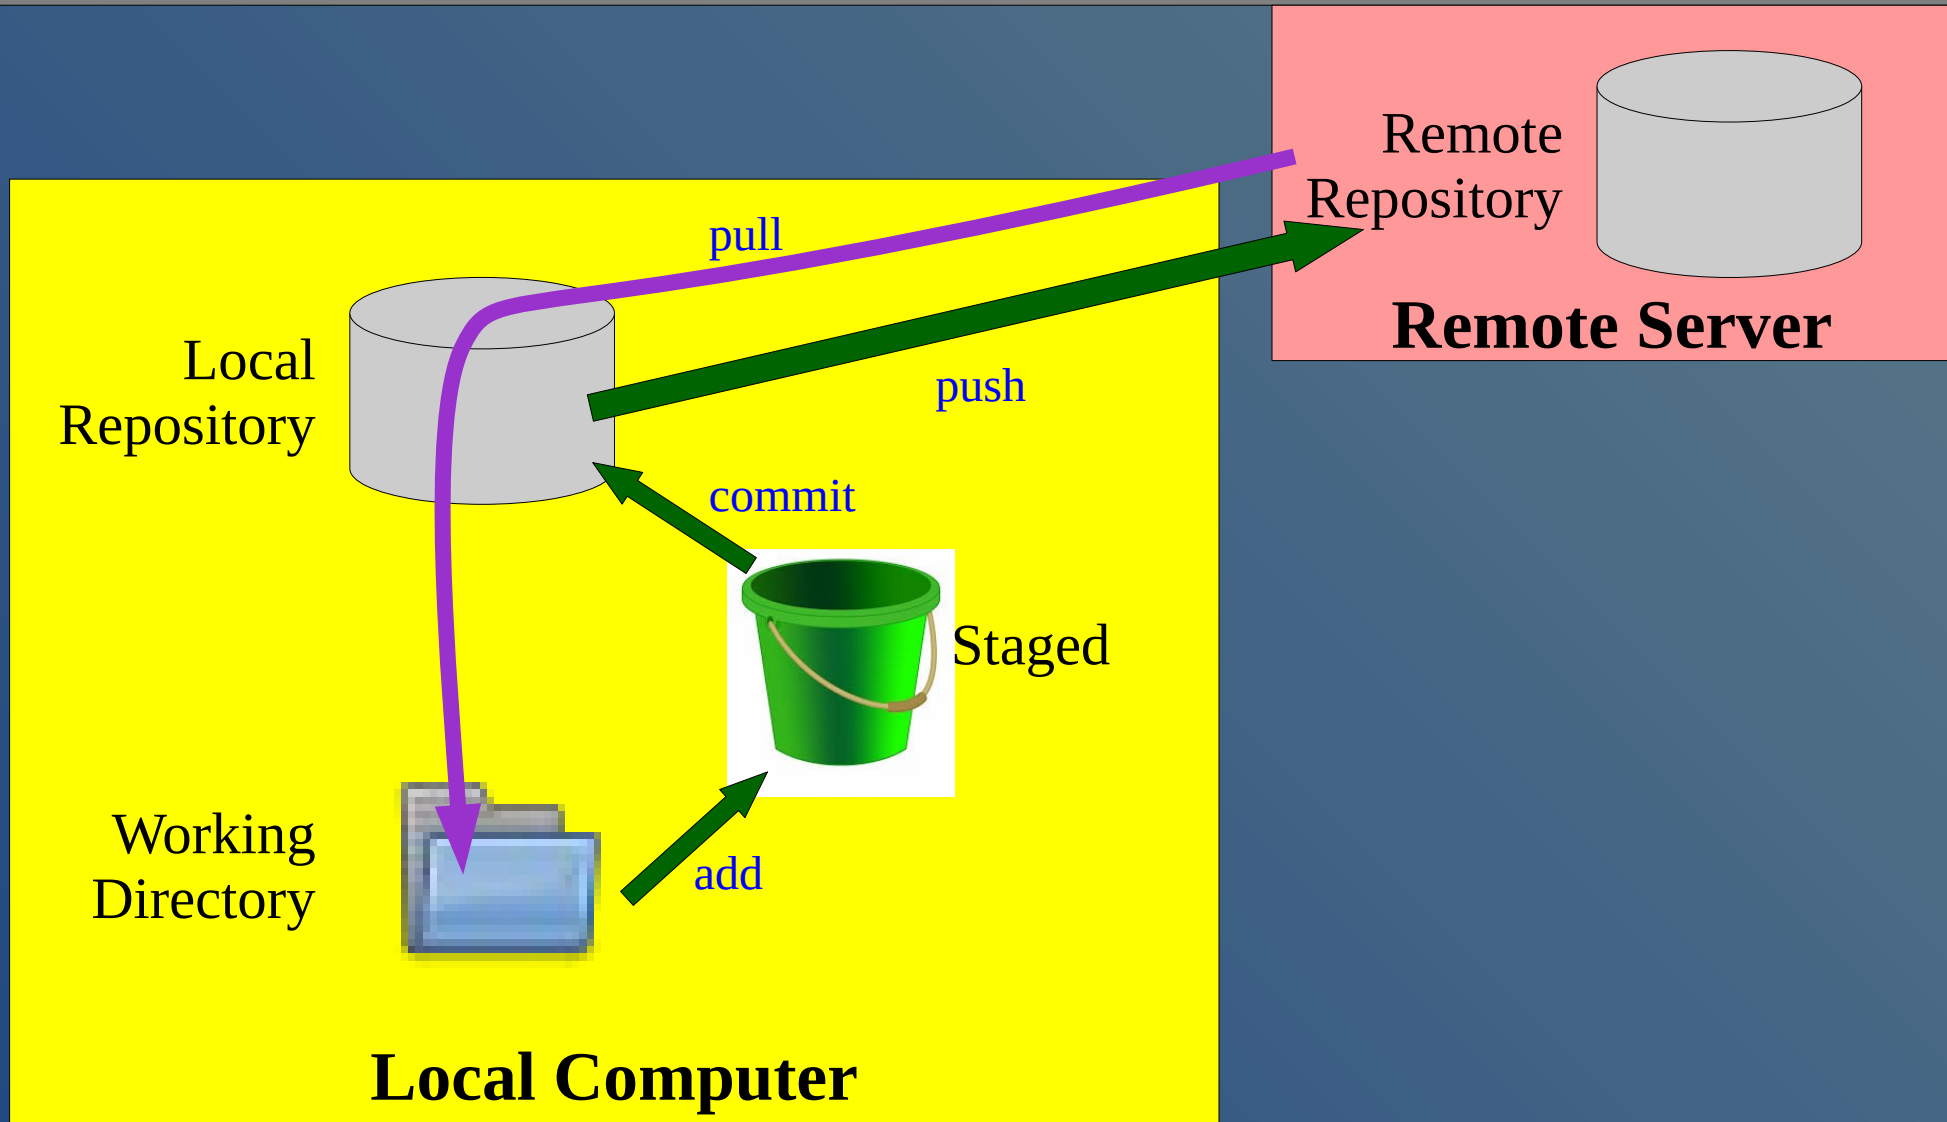 Remote
Repository
Remote Server
pull
push
Local
Repository
commit
Staged
Working
Directory
add
Local Computer